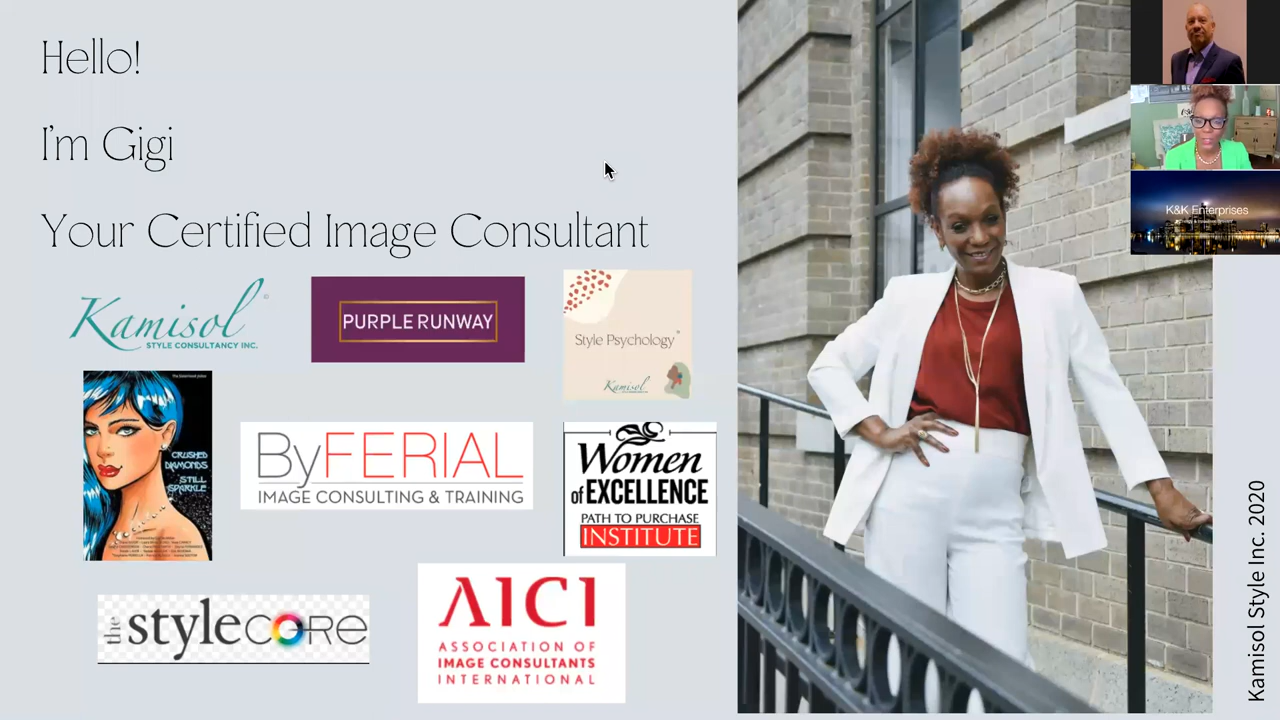 Hello!
I'm Gigi
Your Certified Image Consultant
Kamisol ©
STYLE CONSULTANCY INC.
PURPLE RUNWAY
Style Psychology
Kamisol
CRUSHED
DIAMONDS
STILL
SPARKLE
ByFERIAL
IMAGE CONSULTING & TRAINING
Women
of EXCELLENCE
PATH TO PURCHASE
INSTITUTE
the stylecORe
AICI
ASSOCIATION OF
IMAGE CONSULTANTS
INTERNATIONAL
K&K Enterprises
Kamisol Style Inc. 2020